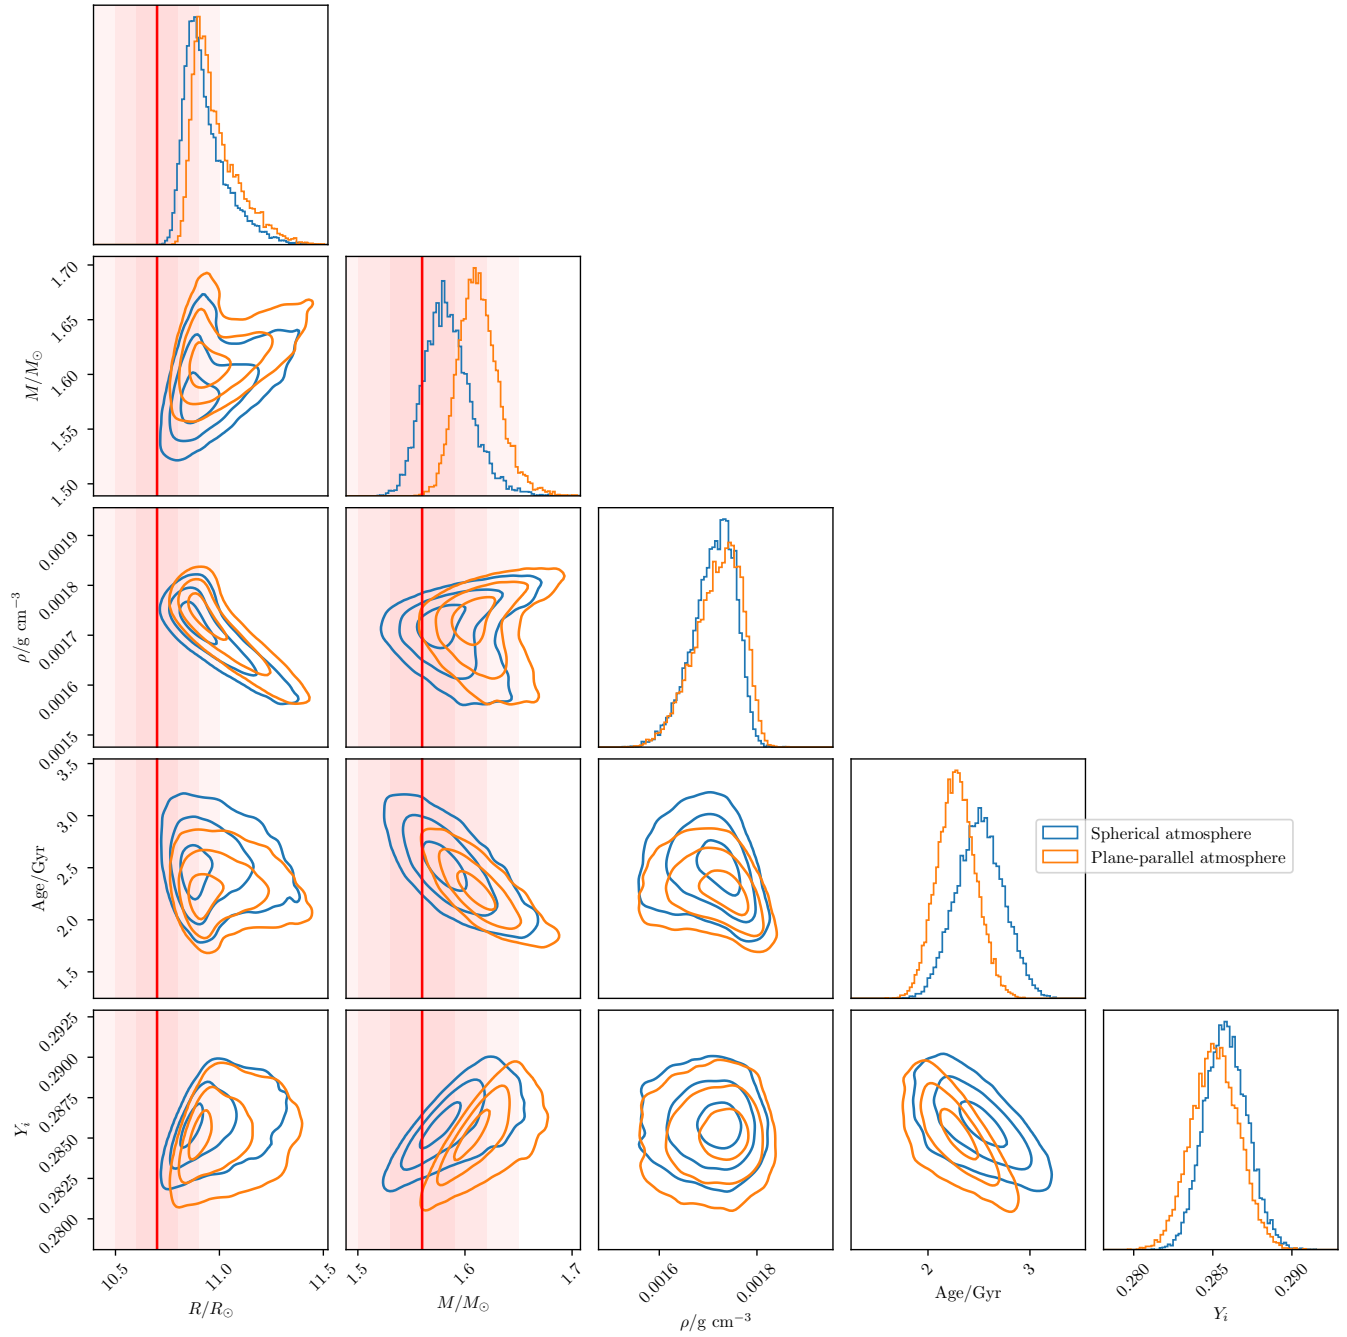 1.70
1.65
1.60
1.55
1.50
M/M⊙
0.0019
0.0018
0.0017
0.0016
0.0015
ρ/g cm⁻³
3.5
3.0
2.5
2.0
1.5
Age/Gyr
Spherical atmosphere
Plane-parallel atmosphere
0.2925
0.2900
0.2875
0.2850
0.2825
0.2800
Yᵢ
10.5 11.0 11.5
R/R⊙
1.5 1.6 1.7
M/M⊙
0.0016 0.0018
ρ/g cm⁻³
2 3
Age/Gyr
0.280 0.285 0.290
Yᵢ